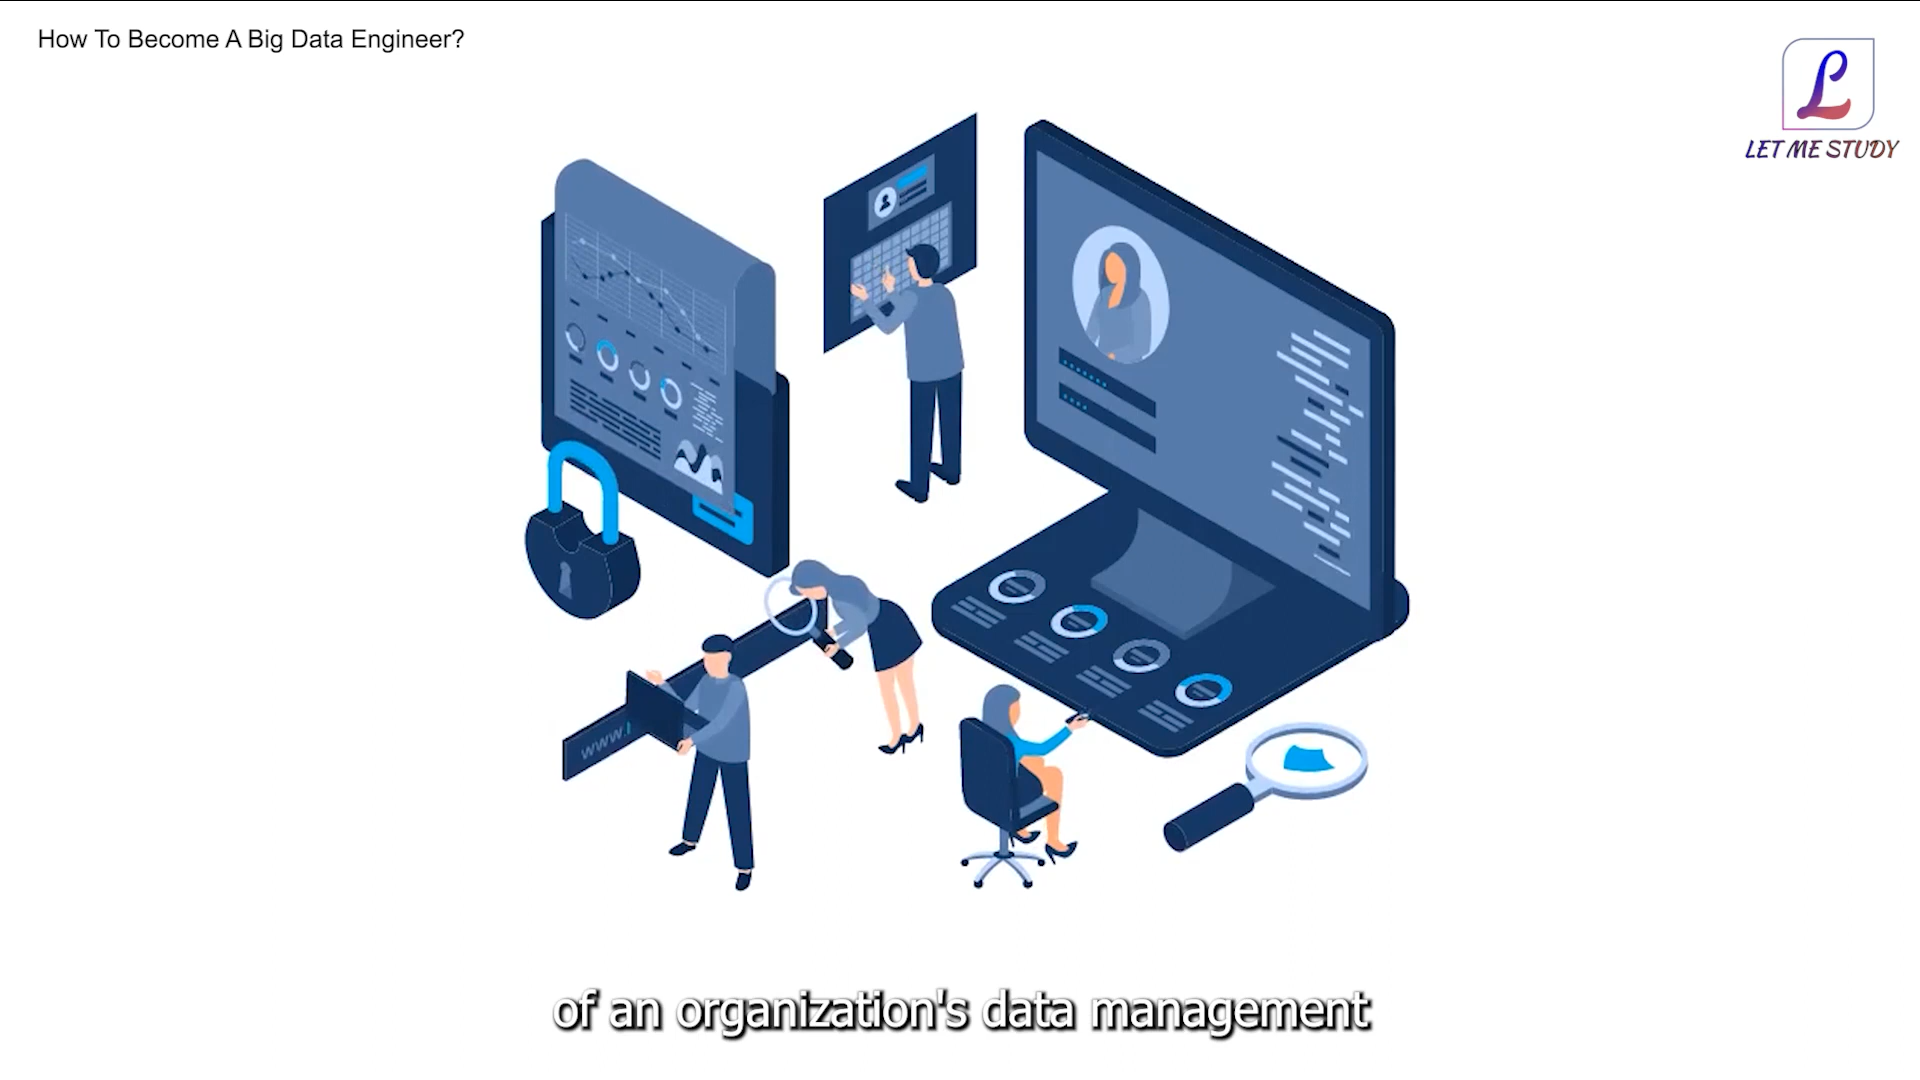 How To Become A Big Data Engineer?
L
LET ME STUDY
www.
of an organization's data management